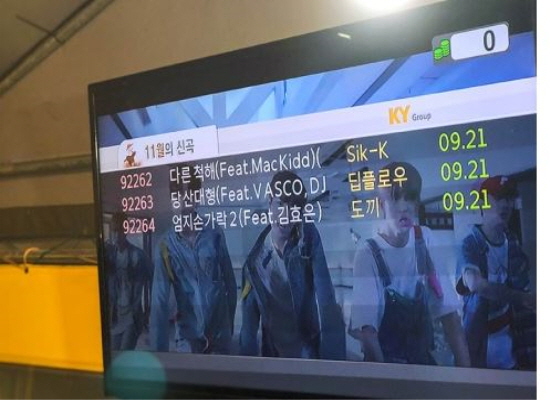 0
KY Group
11월의 신곡
92262 다른 척해(Feat.MacKidd)( Sik-K 09.21
92263 당산대형(Feat.VASCO, DJ 딥플로우 09.21
92264 엄지손가락2(Feat.김효은) 도끼 09.21